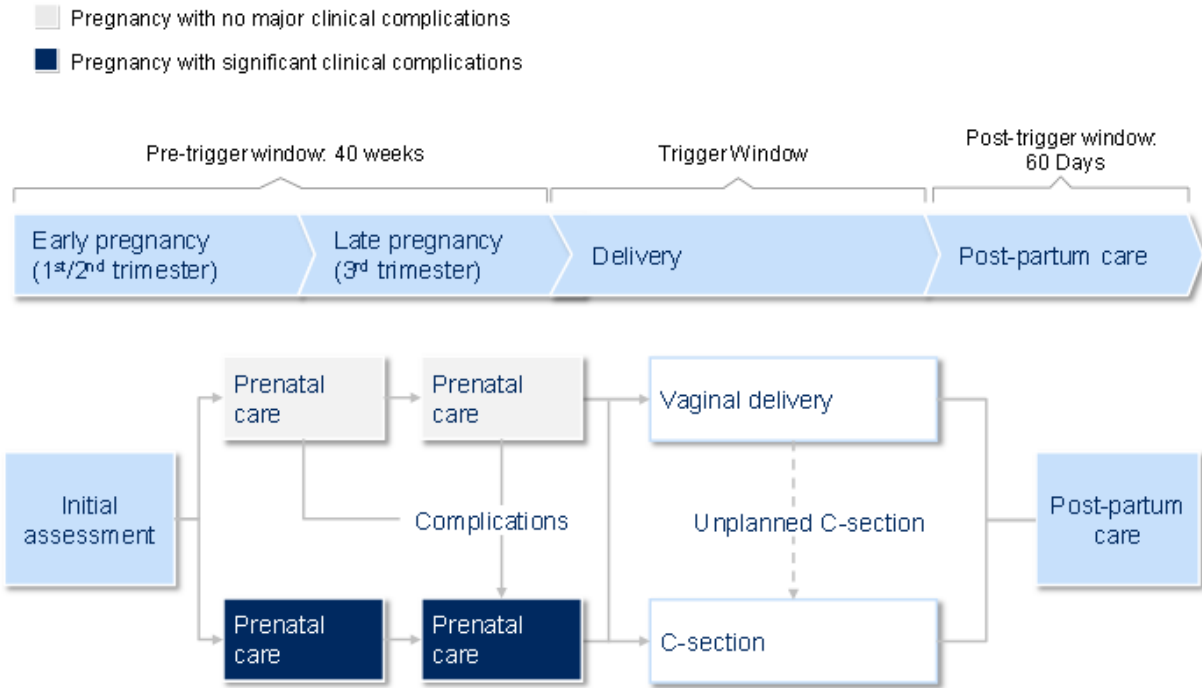 Pregnancy with no major clinical complications
Pregnancy with significant clinical complications
Pre-trigger window: 40 weeks
Trigger Window
Post-trigger window:
60 Days
Early pregnancy
(1st/2nd trimester)
Late pregnancy
(3rd trimester)
Delivery
Post-partum care
Prenatal
care
Prenatal
care
Vaginal delivery
Initial
assessment
Complications
Unplanned C-section
Post-partum
care
Prenatal
care
Prenatal
care
C-section